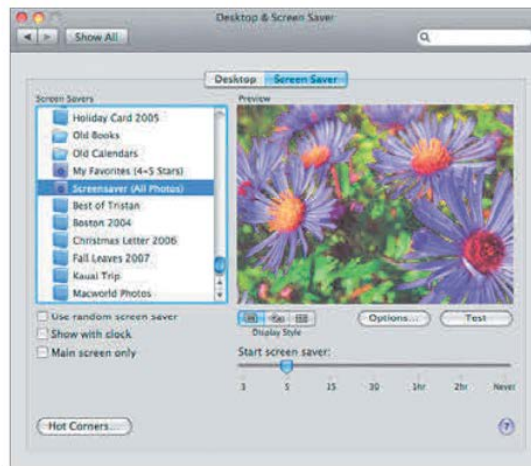 Desktop & Screen Saver
Show All
Desktop Screen Saver
Screen Savers
Preview
Holiday Card 2005
Old Books
Old Calendars
My Favorites (4-5 Stars)
Screensaver (All Photos)
Best of Tristan
Boston 2004
Christmas Letter 2006
Fall Leaves 2007
Kauai Trip
Macworld Photos
Use random screen saver
Show with clock
Main screen only
Display Style
Options... Test
Start screen saver:
3 5 15 30 1hr 2hr Never
Hot Corners...
?